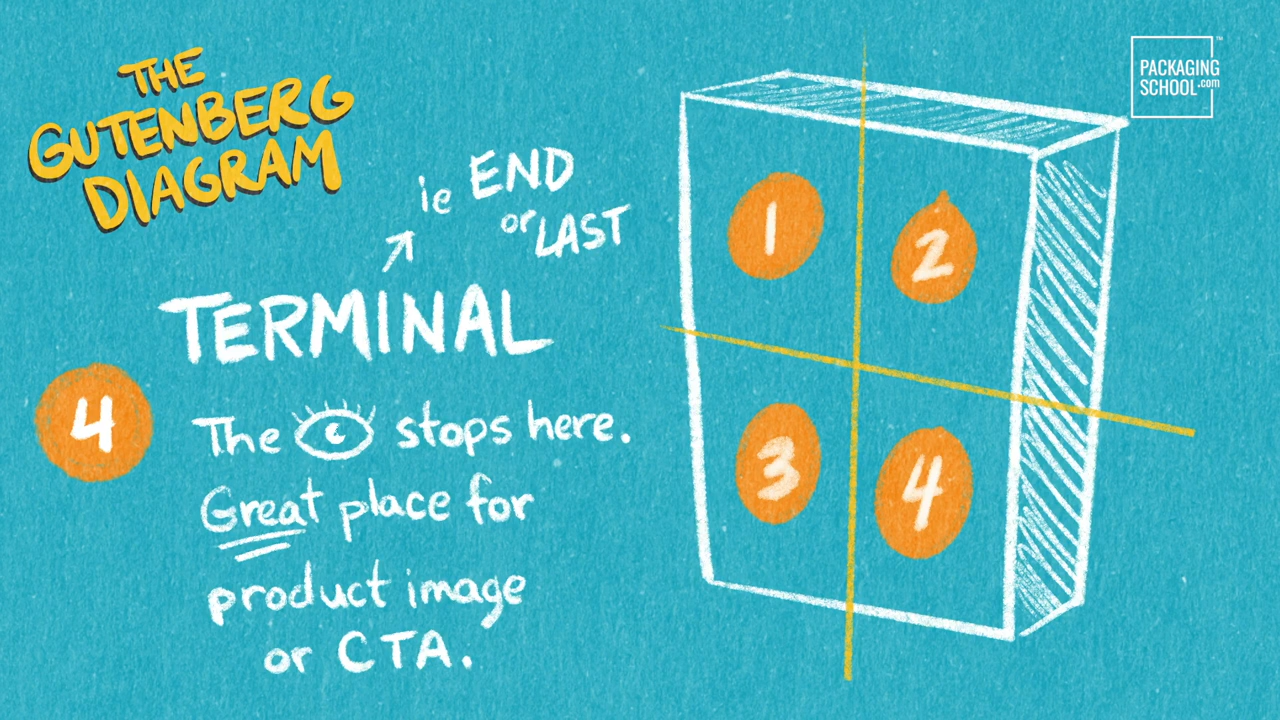 THE
GUTENBERG
DIAGRAM
ie END
or LAST
TERMINAL
4
The stops here.
Great place for
product image
or CTA.
1
2
3
4
PACKAGING
SCHOOL.com™